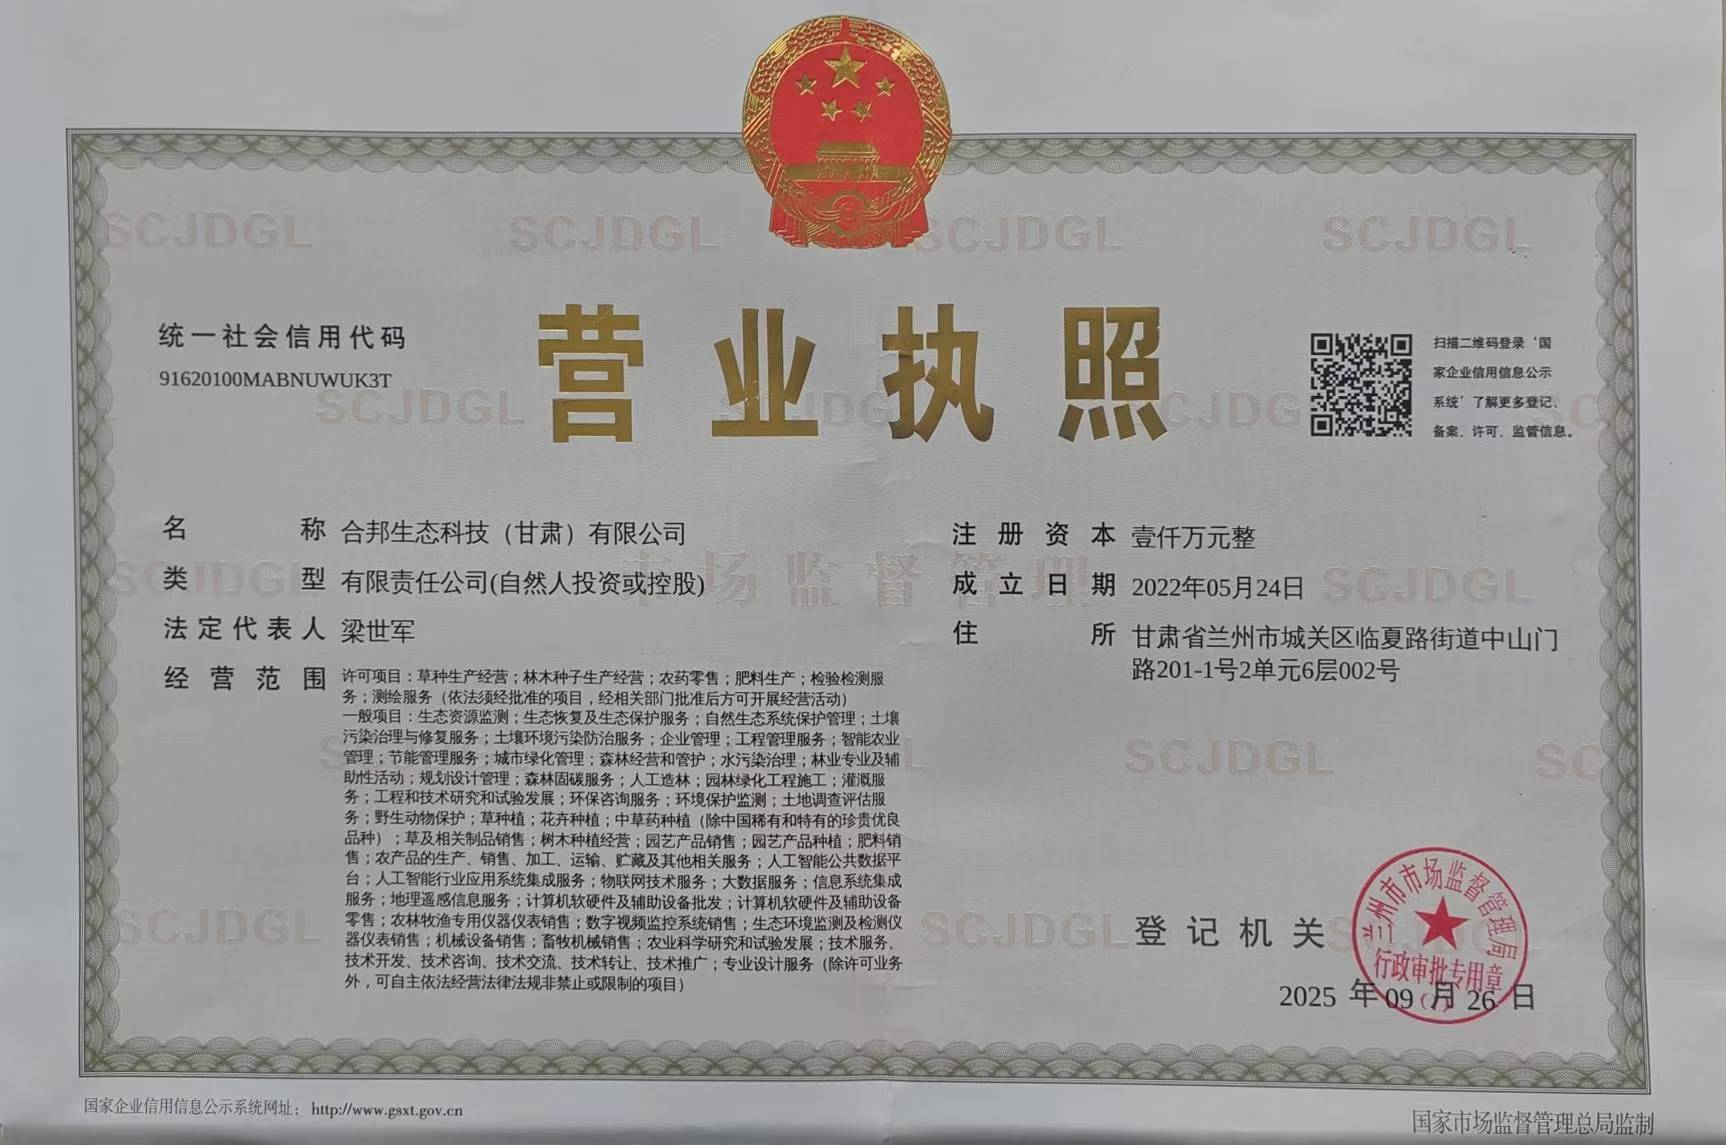 统一社会信用代码
91620100MABNUWUK3T
营业执照
扫描二维码登录‘国
家企业信用信息公示
系统’了解更多登记、
备案、许可、监管信息。
名称 合邦生态科技（甘肃）有限公司
类型 有限责任公司(自然人投资或控股)
法定代表人 梁世军
经营范围 许可项目：草种生产经营；林木种子生产经营；农药零售；肥料生产；检验检测服
务；测绘服务（依法须经批准的项目，经相关部门批准后方可开展经营活动）
一般项目：生态资源监测；生态恢复及生态保护服务；自然生态系统保护管理；土壤
污染治理与修复服务；土壤环境污染防治服务；企业管理；工程管理服务；智能农业
管理；节能管理服务；城市绿化管理；森林经营和管护；水污染治理；林业专业及辅
助性活动；规划设计管理；森林固碳服务；人工造林；园林绿化工程施工；灌溉服
务；工程和技术研究和试验发展；环保咨询服务；环境保护监测；土地调查评估服
务；野生动物保护；草种植；花卉种植；中草药种植（除中国稀有和特有的珍贵优良
品种）；草及相关制品销售；树木种植经营；园艺产品销售；园艺产品种植；肥料销
售；农产品的生产、销售、加工、运输、贮藏及其他相关服务；人工智能公共数据平
台；人工智能行业应用系统集成服务；物联网技术服务；大数据服务；信息系统集成
服务；地理遥感信息服务；计算机软硬件及辅助设备批发；计算机软硬件及辅助设备
零售；农林牧渔专用仪器仪表销售；数字视频监控系统销售；生态环境监测及检测仪
器仪表销售；机械设备销售；畜牧机械销售；农业科学研究和试验发展；技术服务、
技术开发、技术咨询、技术交流、技术转让、技术推广；专业设计服务（除许可业务
外，可自主依法经营法律法规非禁止或限制的项目）
注册资本 壹仟万元整
成立日期 2022年05月24日
住所 甘肃省兰州市城关区临夏路街道中山门
路201-1号2单元6层002号
登记机关
兰州市市场监督管理局
行政审批专用章
2025 年 09 月 26 日
国家企业信用信息公示系统网址：http://www.gsxt.gov.cn
国家市场监督管理总局监制
SCJDGL
市场监督管理